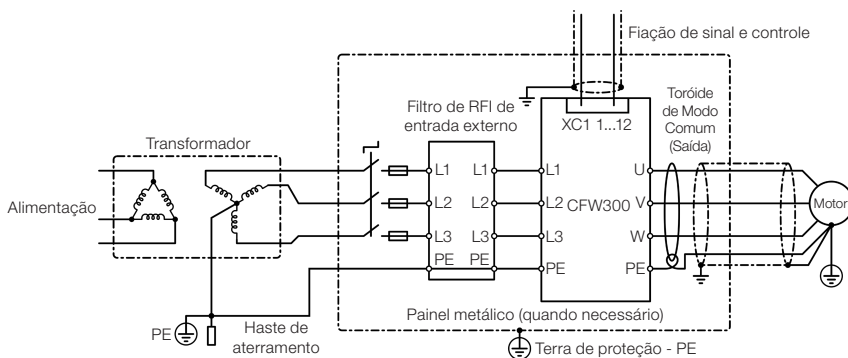 Fiação de sinal e controle
Filtro de RFI de
entrada externo
XC1 1...12
Toróide
de Modo
Comum
(Saída)
Transformador
Alimentação
L1 L1 L1 U
L2 L2 L2 CFW300 V Motor
L3 L3 L3 W
PE PE PE PE
PE
Haste de
aterramento
Painel metálico (quando necessário)
Terra de proteção - PE